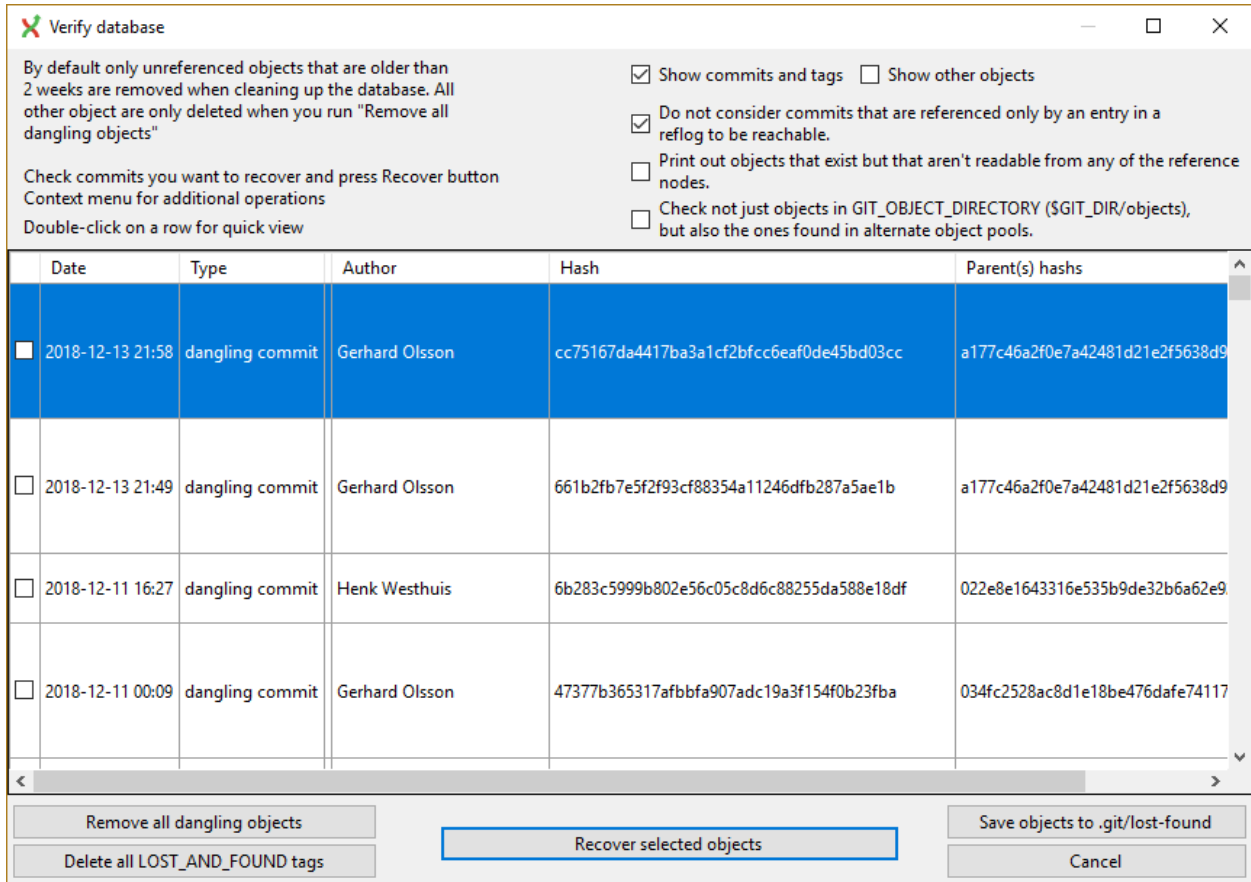 Verify database
By default only unreferenced objects that are older than
2 weeks are removed when cleaning up the database. All
other object are only deleted when you run "Remove all
dangling objects"
Check commits you want to recover and press Recover button
Context menu for additional operations
Double-click on a row for quick view
Show commits and tags Show other objects
Do not consider commits that are referenced only by an entry in a
reflog to be reachable.
Print out objects that exist but that aren't readable from any of the reference
nodes.
Check not just objects in GIT_OBJECT_DIRECTORY ($GIT_DIR/objects),
but also the ones found in alternate object pools.
Date Type Author Hash Parent(s) hashs
2018-12-13 21:58 dangling commit Gerhard Olsson cc75167da4417ba3a1cf2bfcc6eaf0de45bd03cc a177c46a2f0e7a42481d21e2f5638d9
2018-12-13 21:49 dangling commit Gerhard Olsson 661b2fb7e5f2f93cf88354a11246dfb287a5ae1b a177c46a2f0e7a42481d21e2f5638d9
2018-12-11 16:27 dangling commit Henk Westhuis 6b283c5999b802e56c05c8d6c88255da588e18df 022e8e1643316e535b9de32b6a62e9
2018-12-11 00:09 dangling commit Gerhard Olsson 47377b365317afbbfa907adc19a3f154f0b23fba 034fc2528ac8d1e18be476dafe74117
Remove all dangling objects
Delete all LOST_AND_FOUND tags
Recover selected objects
Save objects to .git/lost-found
Cancel